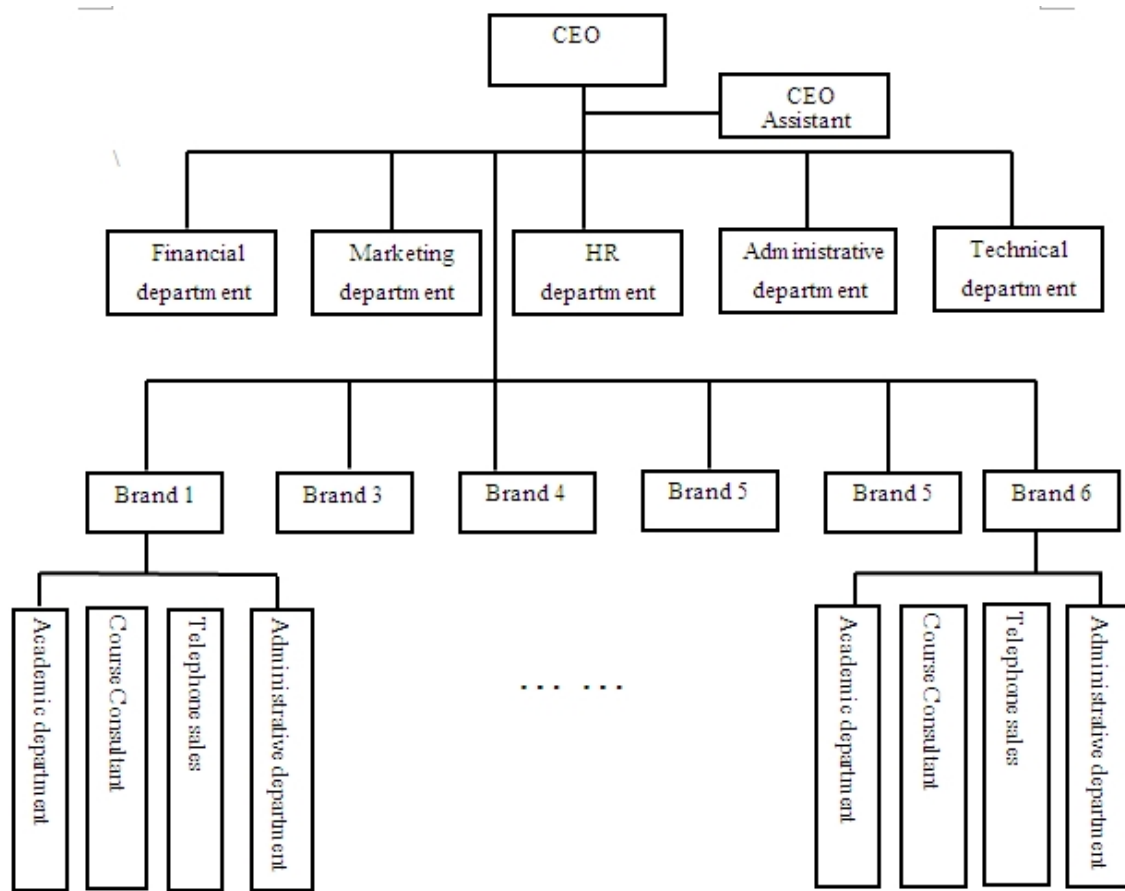 CEO
CEO
Assistant
Financial
department
Marketing
department
HR
department
Administrative
department
Technical
department
Brand 1
Brand 3
Brand 4
Brand 5
Brand 5
Brand 6
Academic department
Course Consultant
Telephone sales
Administrative department
... ...
Academic department
Course Consultant
Telephone sales
Administrative department